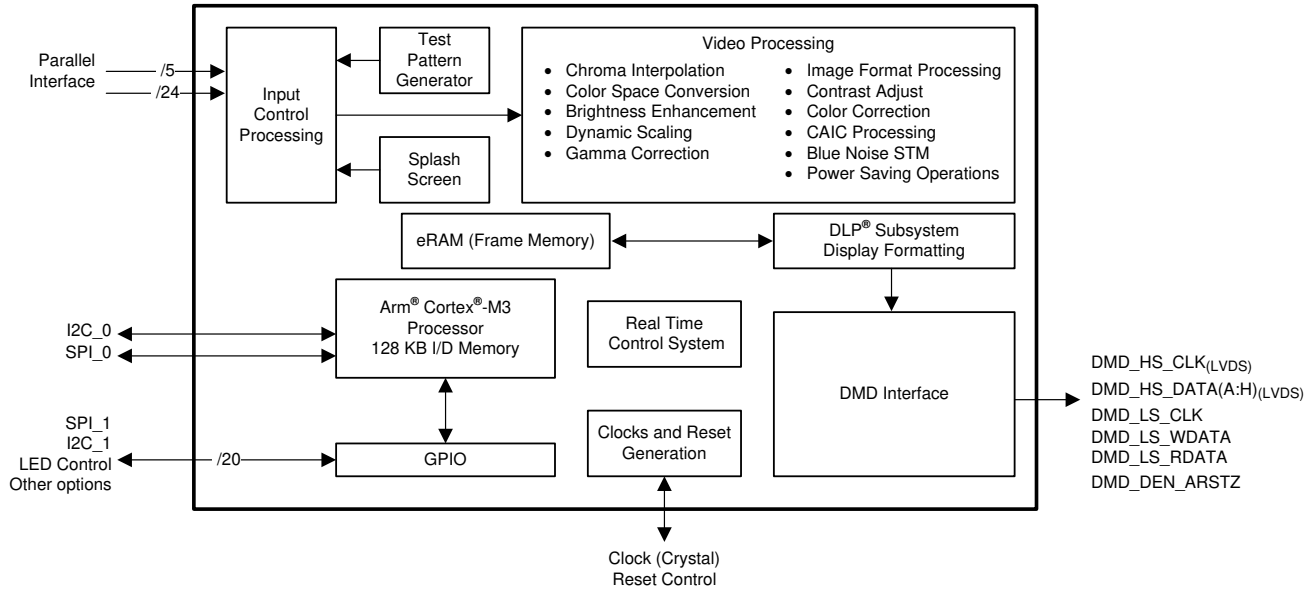 Parallel
Interface
/5
/24
Input
Control
Processing
Test
Pattern
Generator
Splash
Screen
Video Processing
• Chroma Interpolation
• Color Space Conversion
• Brightness Enhancement
• Dynamic Scaling
• Gamma Correction
• Image Format Processing
• Contrast Adjust
• Color Correction
• CAIC Processing
• Blue Noise STM
• Power Saving Operations
eRAM (Frame Memory)
DLP® Subsystem
Display Formatting
I2C_0
SPI_0
Arm® Cortex®-M3
Processor
128 KB I/D Memory
Real Time
Control System
DMD Interface
DMD_HS_CLK(LVDS)
DMD_HS_DATA(A:H)(LVDS)
DMD_LS_CLK
DMD_LS_WDATA
DMD_LS_RDATA
DMD_DEN_ARSTZ
SPI_1
I2C_1
LED Control
Other options
/20
GPIO
Clocks and Reset
Generation
Clock (Crystal)
Reset Control